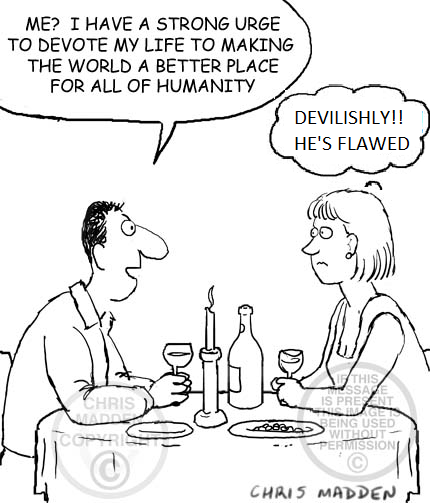 ME? I HAVE A STRONG URGE
TO DEVOTE MY LIFE TO MAKING
THE WORLD A BETTER PLACE
FOR ALL OF HUMANITY
DEVILISHLY!!
HE'S FLAWED
CHRIS
MADDEN
COPYRIGHT
©
IF THIS
MESSAGE
IS PRESENT
THIS IMAGE IS
BEING USED
WITHOUT
PERMISSION
©
CHRIS MADDEN